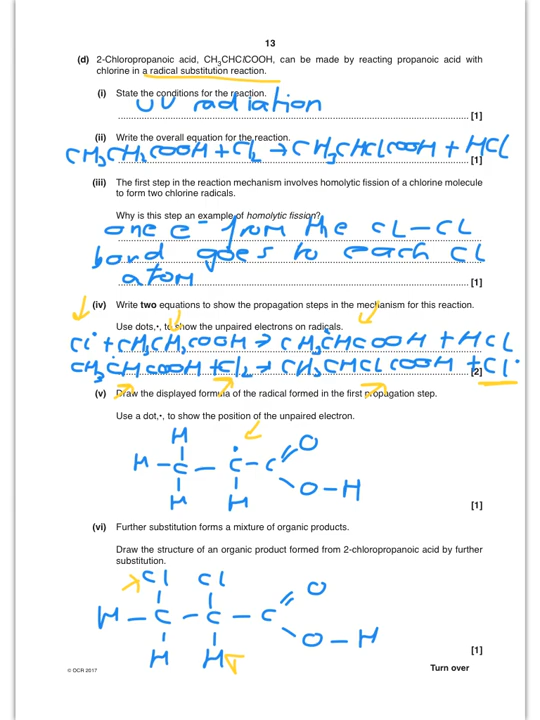 13
(d) 2-Chloropropanoic acid, CH₃CHClCOOH, can be made by reacting propanoic acid with
chlorine in a radical substitution reaction.
(i) State the conditions for the reaction.
UV radiation
[1]
(ii) Write the overall equation for the reaction.
CH₃CH₂COOH + Cl₂ → CH₃CHClCOOH + HCl
[1]
(iii) The first step in the reaction mechanism involves homolytic fission of a chlorine molecule
to form two chlorine radicals.
Why is this step an example of homolytic fission?
one e⁻ from the CL–CL
bond goes to each CL
atom
[1]
(iv) Write two equations to show the propagation steps in the mechanism for this reaction.
Use dots, •, to show the unpaired electrons on radicals.
Cl• + CH₃CH₂COOH → CH₃ĊHCOOH + HCl
CH₃ĊHCOOH + Cl₂ → CH₃CHClCOOH + Cl•
[2]
(v) Draw the displayed formula of the radical formed in the first propagation step.
Use a dot, •, to show the position of the unpaired electron.
H • O
H – C – C – C
H H O – H
[1]
(vi) Further substitution forms a mixture of organic products.
Draw the structure of an organic product formed from 2-chloropropanoic acid by further
substitution.
Cl Cl O
H – C – C – C
H H O – H
[1]
© OCR 2017
Turn over